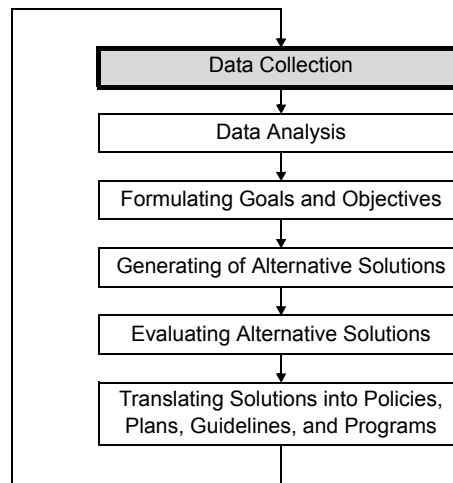 Data Collection
Data Analysis
Formulating Goals and Objectives
Generating of Alternative Solutions
Evaluating Alternative Solutions
Translating Solutions into Policies,
Plans, Guidelines, and Programs